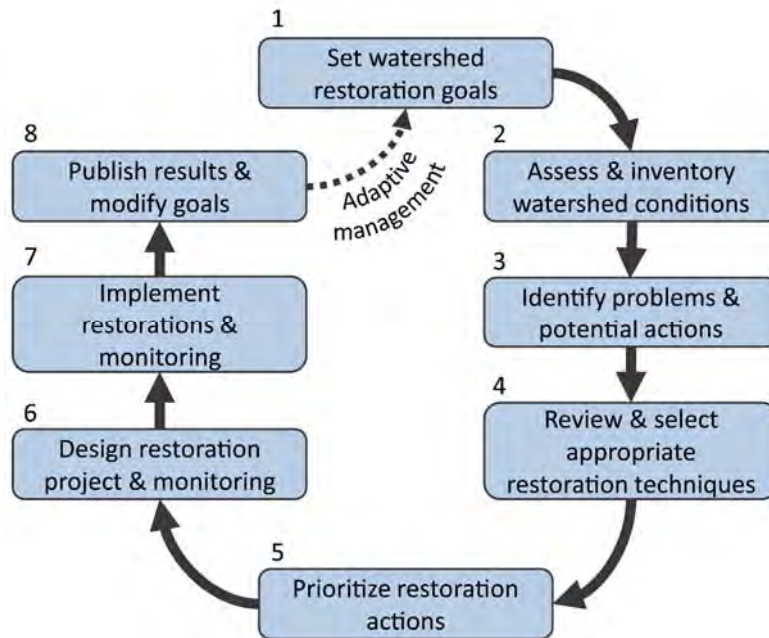 1
Set watershed
restoration goals
2
Assess & inventory
watershed conditions
3
Identify problems &
potential actions
4
Review & select
appropriate
restoration techniques
5
Prioritize restoration
actions
6
Design restoration
project & monitoring
7
Implement
restorations &
monitoring
8
Publish results &
modify goals
Adaptive
management